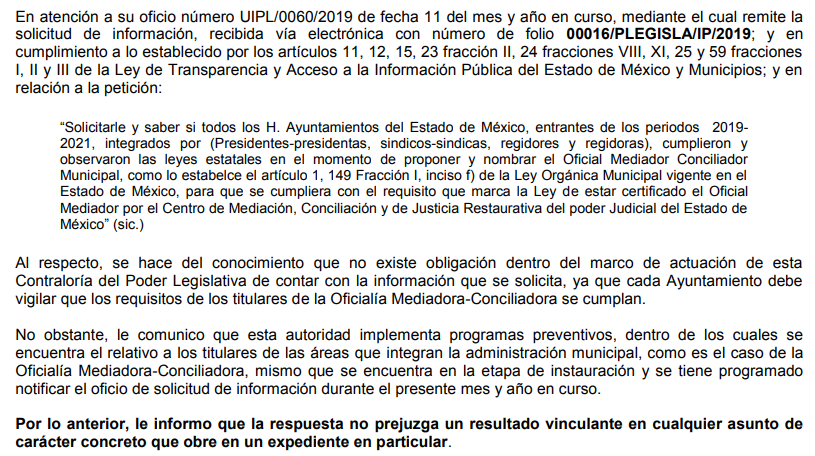 En atención a su oficio número UIPL/0060/2019 de fecha 11 del mes y año en curso, mediante el cual remite la
solicitud de información, recibida vía electrónica con número de folio 00016/PLEGISLA/IP/2019; y en
cumplimiento a lo establecido por los artículos 11, 12, 15, 23 fracción II, 24 fracciones VIII, XI, 25 y 59 fracciones
I, II y III de la Ley de Transparencia y Acceso a la Información Pública del Estado de México y Municipios; y en
relación a la petición:
“Solicitarle y saber si todos los H. Ayuntamientos del Estado de México, entrantes de los periodos 2019-
2021, integrados por (Presidentes-presidentas, sindicos-sindicas, regidores y regidoras), cumplieron y
observaron las leyes estatales en el momento de proponer y nombrar el Oficial Mediador Conciliador
Municipal, como lo estabelce el artículo 1, 149 Fracción I, inciso f) de la Ley Orgánica Municipal vigente en el
Estado de México, para que se cumpliera con el requisito que marca la Ley de estar certificado el Oficial
Mediador por el Centro de Mediación, Conciliación y de Justicia Restaurativa del poder Judicial del Estado de
México” (sic.)
Al respecto, se hace del conocimiento que no existe obligación dentro del marco de actuación de esta
Contraloría del Poder Legislativa de contar con la información que se solicita, ya que cada Ayuntamiento debe
vigilar que los requisitos de los titulares de la Oficialía Mediadora-Conciliadora se cumplan.
No obstante, le comunico que esta autoridad implementa programas preventivos, dentro de los cuales se
encuentra el relativo a los titulares de las áreas que integran la administración municipal, como es el caso de la
Oficialía Mediadora-Conciliadora, mismo que se encuentra en la etapa de instauración y se tiene programado
notificar el oficio de solicitud de información durante el presente mes y año en curso.
Por lo anterior, le informo que la respuesta no prejuzga un resultado vinculante en cualquier asunto de
carácter concreto que obre en un expediente en particular.